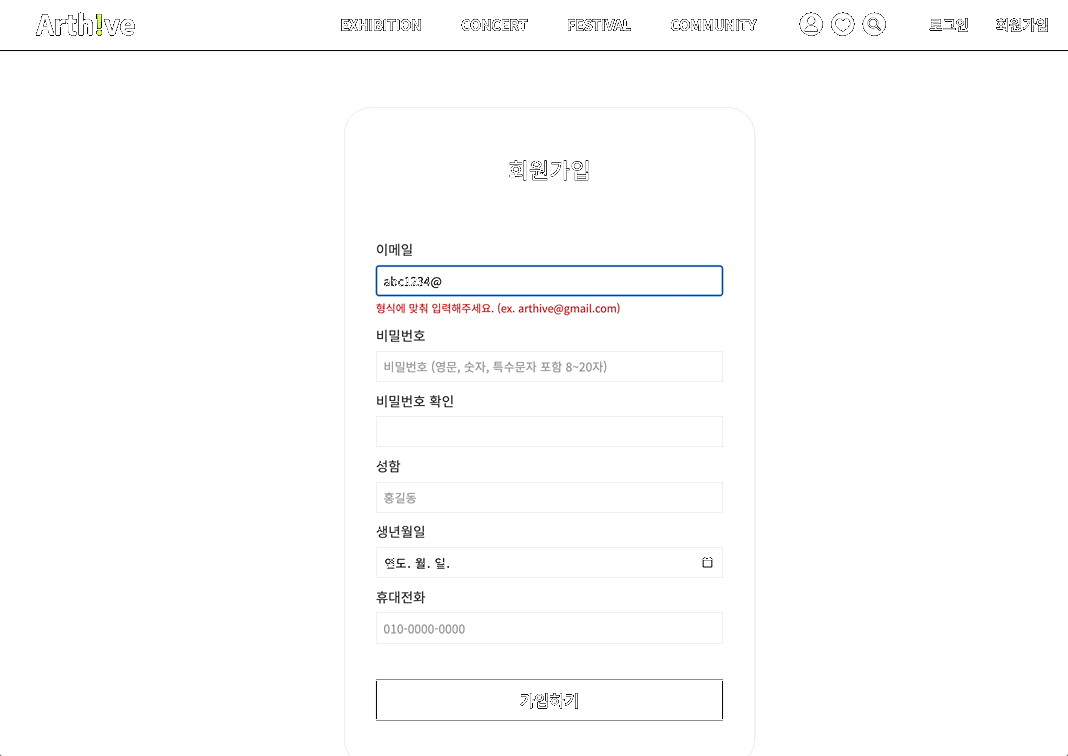 Arth!ve EXHIBITION CONCERT FESTIVAL COMMUNITY 로그인 회원가입
회원가입
이메일
abc1234@
형식에 맞춰 입력해주세요. (ex. arthive@gmail.com)
비밀번호
비밀번호 (영문, 숫자, 특수문자 포함 8~20자)
비밀번호 확인
성함
홍길동
생년월일
연도. 월. 일.
휴대전화
010-0000-0000
가입하기